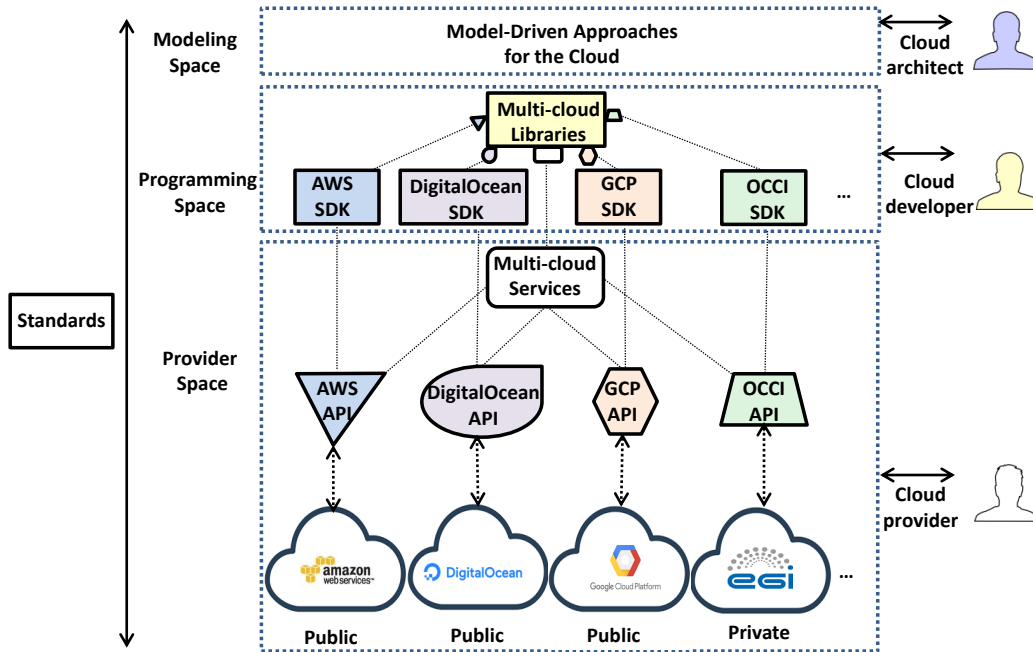 Modeling
Space
Model-Driven Approaches
for the Cloud
Cloud
architect
Multi-cloud
Libraries
Programming
Space
AWS
SDK
DigitalOcean
SDK
GCP
SDK
OCCI
SDK
...
Cloud
developer
Multi-cloud
Services
Standards
Provider
Space
AWS
API
DigitalOcean
API
GCP
API
OCCI
API
Cloud
provider
amazon
webservices™
DigitalOcean
Google Cloud Platform
egi
...
Public
Public
Public
Private